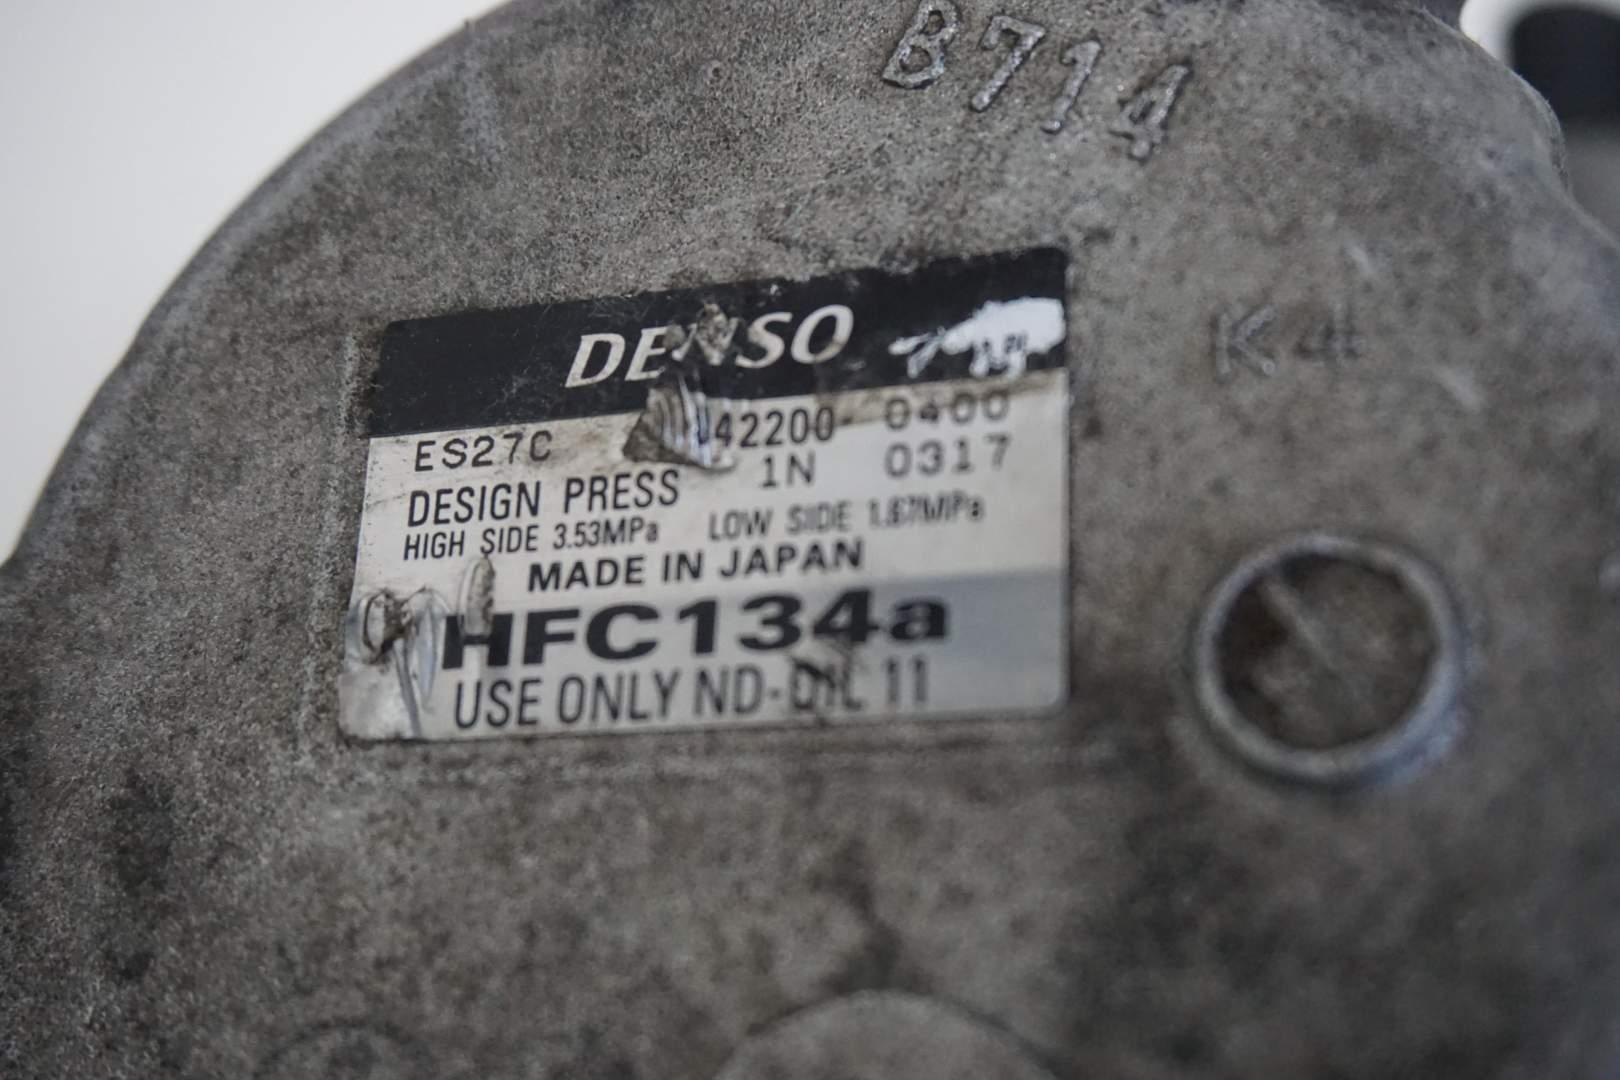 B714
DENSO
K4
ES27C 42200-0400
1N 0317
DESIGN PRESS
HIGH SIDE 3.53MPa LOW SIDE 1.67MPa
MADE IN JAPAN
HFC134a
USE ONLY ND-OIL 11